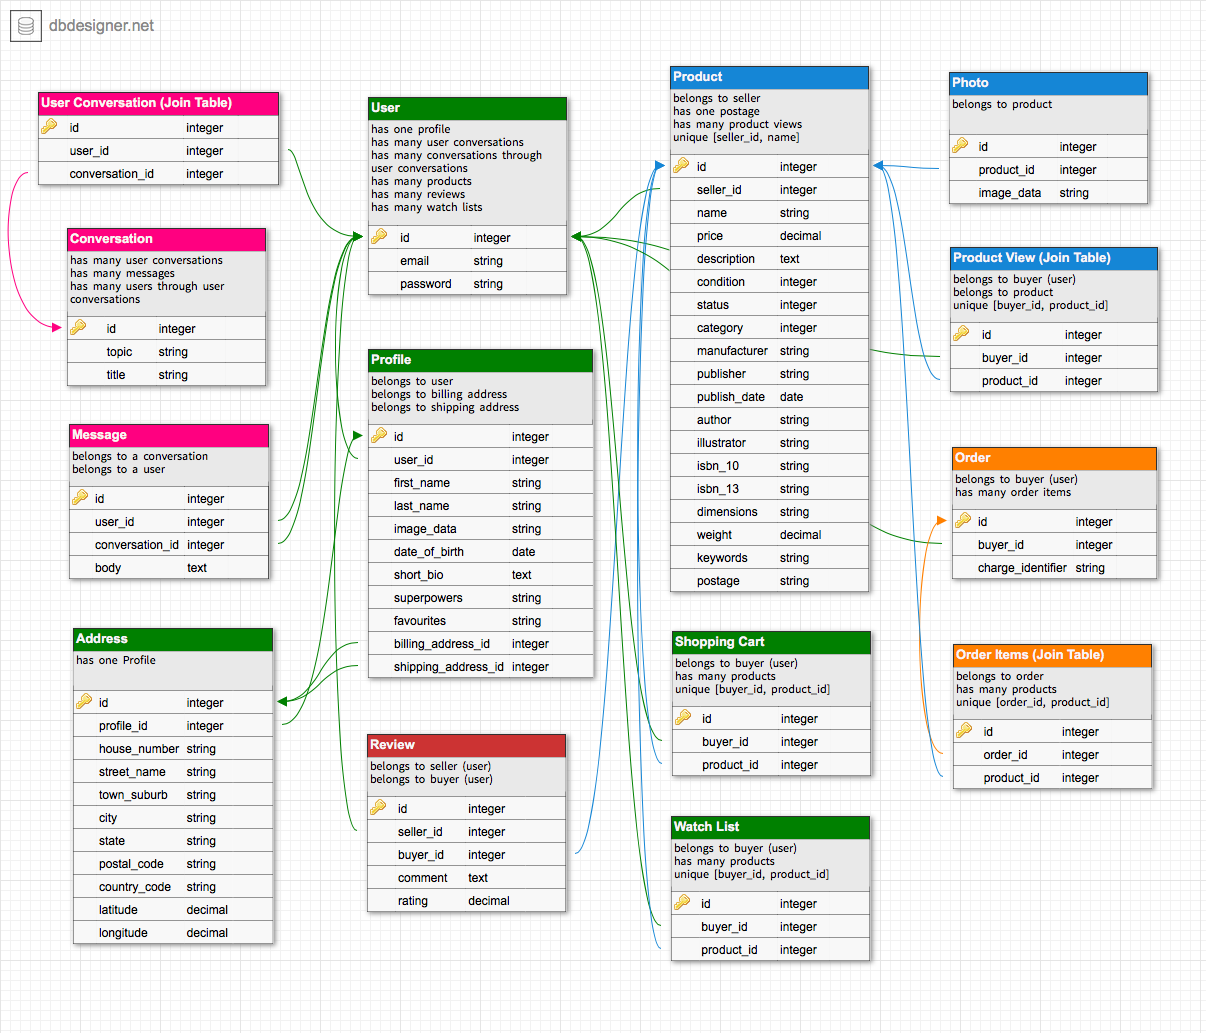 dbdesigner.net
User Conversation (Join Table)
id integer
user_id integer
conversation_id integer
Conversation
has many user conversations
has many messages
has many users through user
conversations
id integer
topic string
title string
Message
belongs to a conversation
belongs to a user
id integer
user_id integer
conversation_id integer
body text
Address
has one Profile
id integer
profile_id integer
house_number string
street_name string
town_suburb string
city string
state string
postal_code string
country_code string
latitude decimal
longitude decimal
User
has one profile
has many user conversations
has many conversations through
user conversations
has many products
has many reviews
has many watch lists
id integer
email string
password string
Profile
belongs to user
belongs to billing address
belongs to shipping address
id integer
user_id integer
first_name string
last_name string
image_data string
date_of_birth date
short_bio text
superpowers string
favourites string
billing_address_id integer
shipping_address_id integer
Review
belongs to seller (user)
belongs to buyer (user)
id integer
seller_id integer
buyer_id integer
comment text
rating decimal
Product
belongs to seller
has one postage
has many product views
unique [seller_id, name]
id integer
seller_id integer
name string
price decimal
description text
condition integer
status integer
category integer
manufacturer string
publisher string
publish_date date
author string
illustrator string
isbn_10 string
isbn_13 string
dimensions string
weight decimal
keywords string
postage string
Shopping Cart
belongs to buyer (user)
has many products
unique [buyer_id, product_id]
id integer
buyer_id integer
product_id integer
Watch List
belongs to buyer (user)
has many products
unique [buyer_id, product_id]
id integer
buyer_id integer
product_id integer
Photo
belongs to product
id integer
product_id integer
image_data string
Product View (Join Table)
belongs to buyer (user)
belongs to product
unique [buyer_id, product_id]
id integer
buyer_id integer
product_id integer
Order
belongs to buyer (user)
has many order items
id integer
buyer_id integer
charge_identifier string
Order Items (Join Table)
belongs to order
has many products
unique [order_id, product_id]
id integer
order_id integer
product_id integer